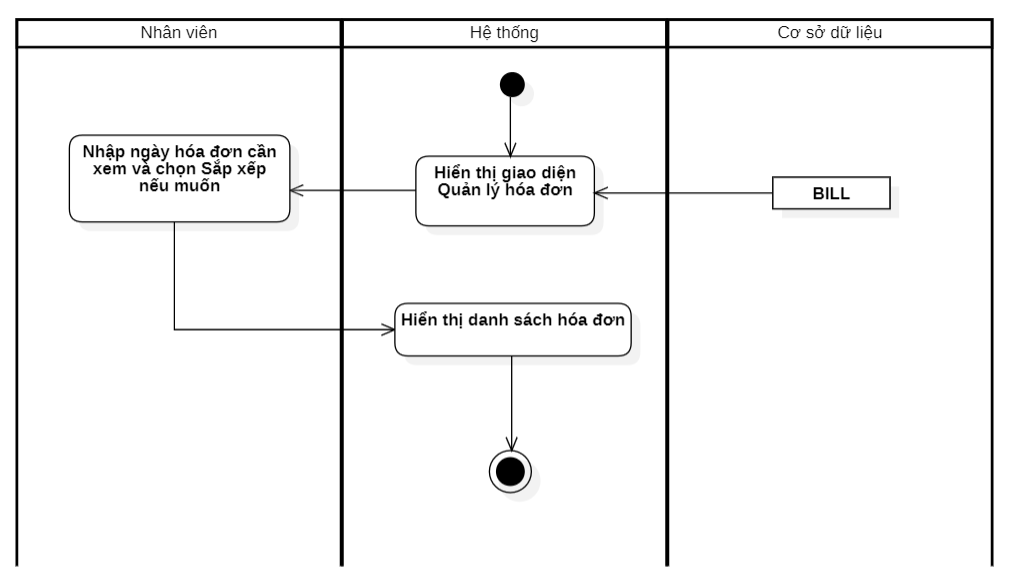 Nhân viên
Hệ thống
Cơ sở dữ liệu
Nhập ngày hóa đơn cần
xem và chọn Sắp xếp
nếu muốn
Hiển thị giao diện
Quản lý hóa đơn
BILL
Hiển thị danh sách hóa đơn